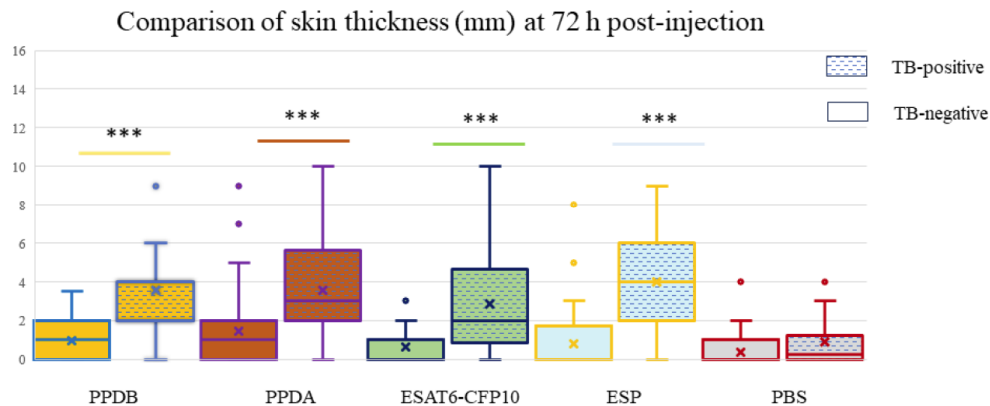 Comparison of skin thickness (mm) at 72 h post-injection
16
14
12
10
8
6
4
2
0
*** *** *** ***
TB-positive
TB-negative
PPDB PPDA ESAT6-CFP10 ESP PBS